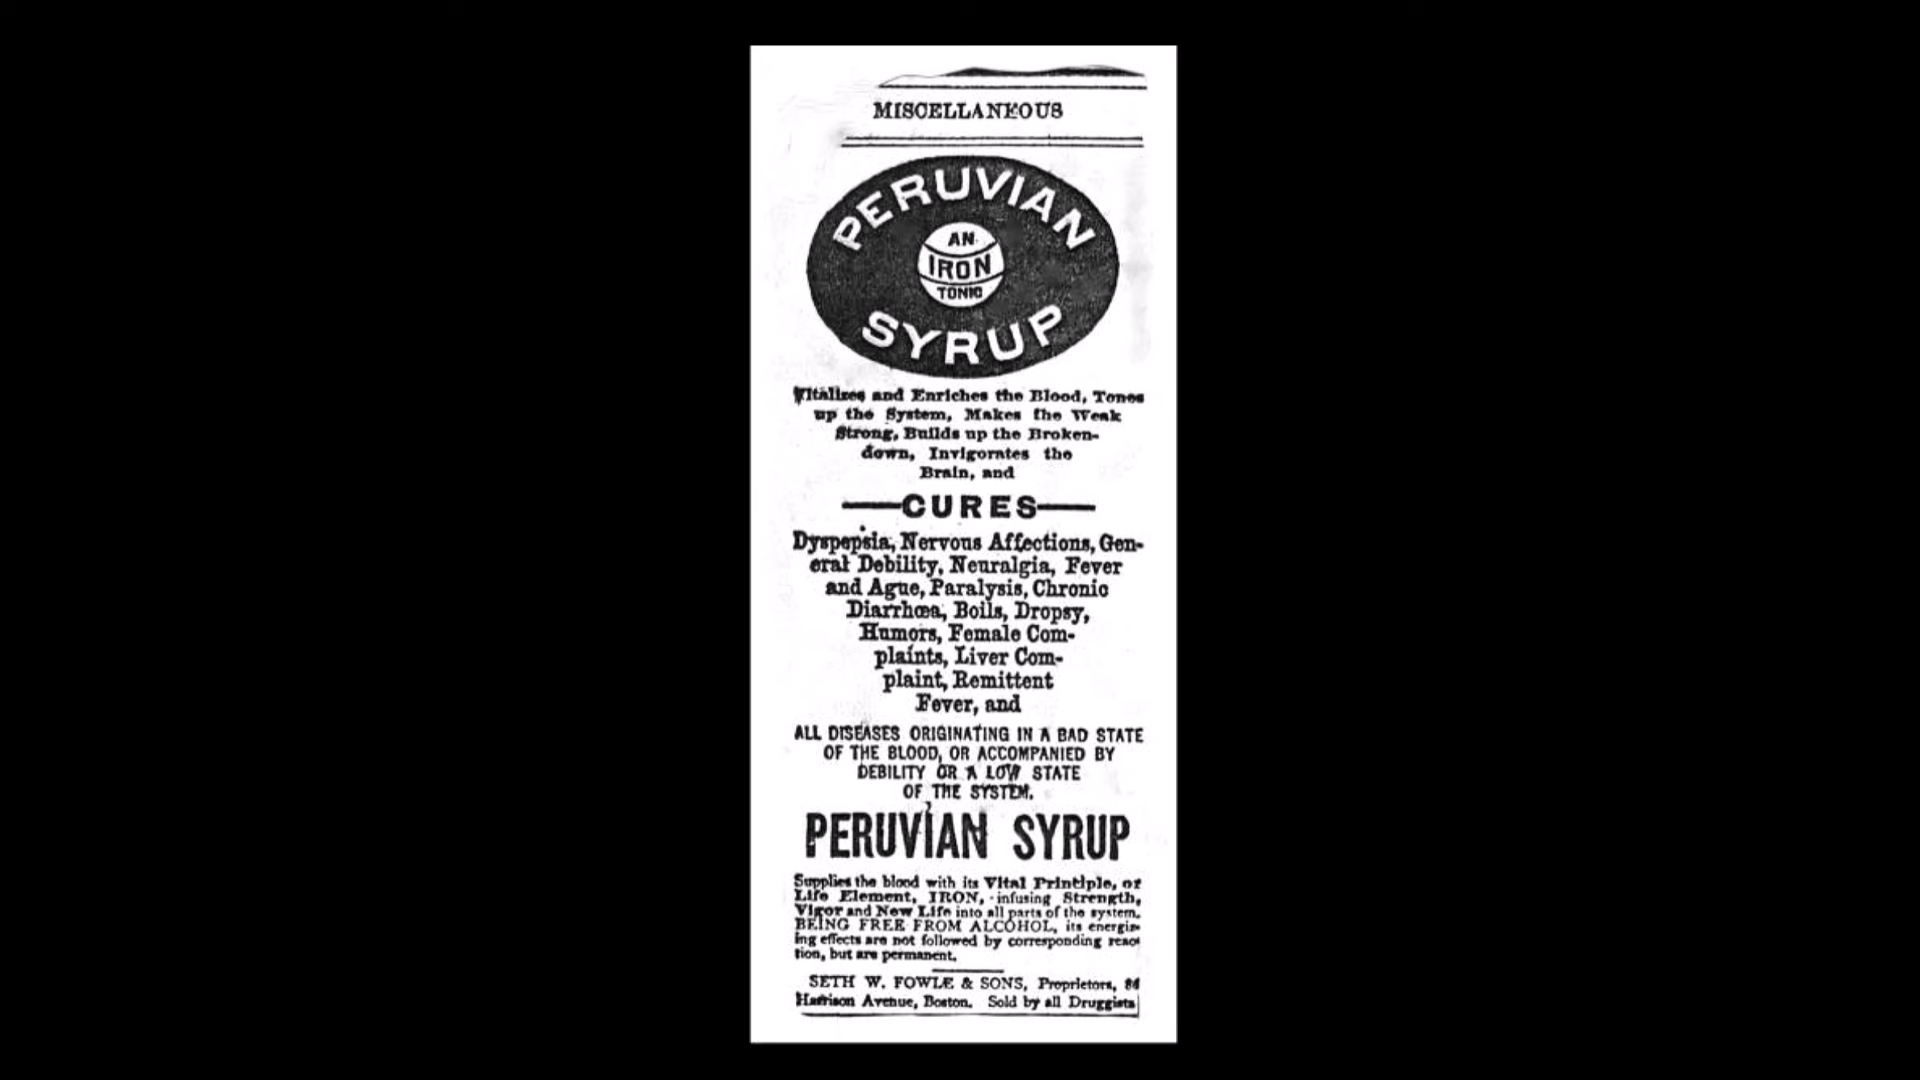 MISCELLANEOUS
PERUVIAN
AN
IRON
TONIC
SYRUP
Vitalizes and Enriches the Blood, Tones
up the System, Makes the Weak
Strong, Builds up the Broken-
down, Invigorates the
Brain, and
CURES
Dyspepsia, Nervous Affections, Gen-
eral Debility, Neuralgia, Fever
and Ague, Paralysis, Chronic
Diarrhœa, Boils, Dropsy,
Humors, Female Com-
plaints, Liver Com-
plaint, Remittent
Fever, and
ALL DISEASES ORIGINATING IN A BAD STATE
OF THE BLOOD, OR ACCOMPANIED BY
DEBILITY OR A LOW STATE
OF THE SYSTEM.
PERUVIAN SYRUP
Supplies the blood with its Vital Principle, or
Life Element, IRON, infusing Strength,
Vigor and New Life into all parts of the system.
BEING FREE FROM ALCOHOL, its energiz-
ing effects are not followed by corresponding reac-
tion, but are permanent.
SETH W. FOWLE & SONS, Proprietors,
Harrison Avenue, Boston. Sold by all Druggists